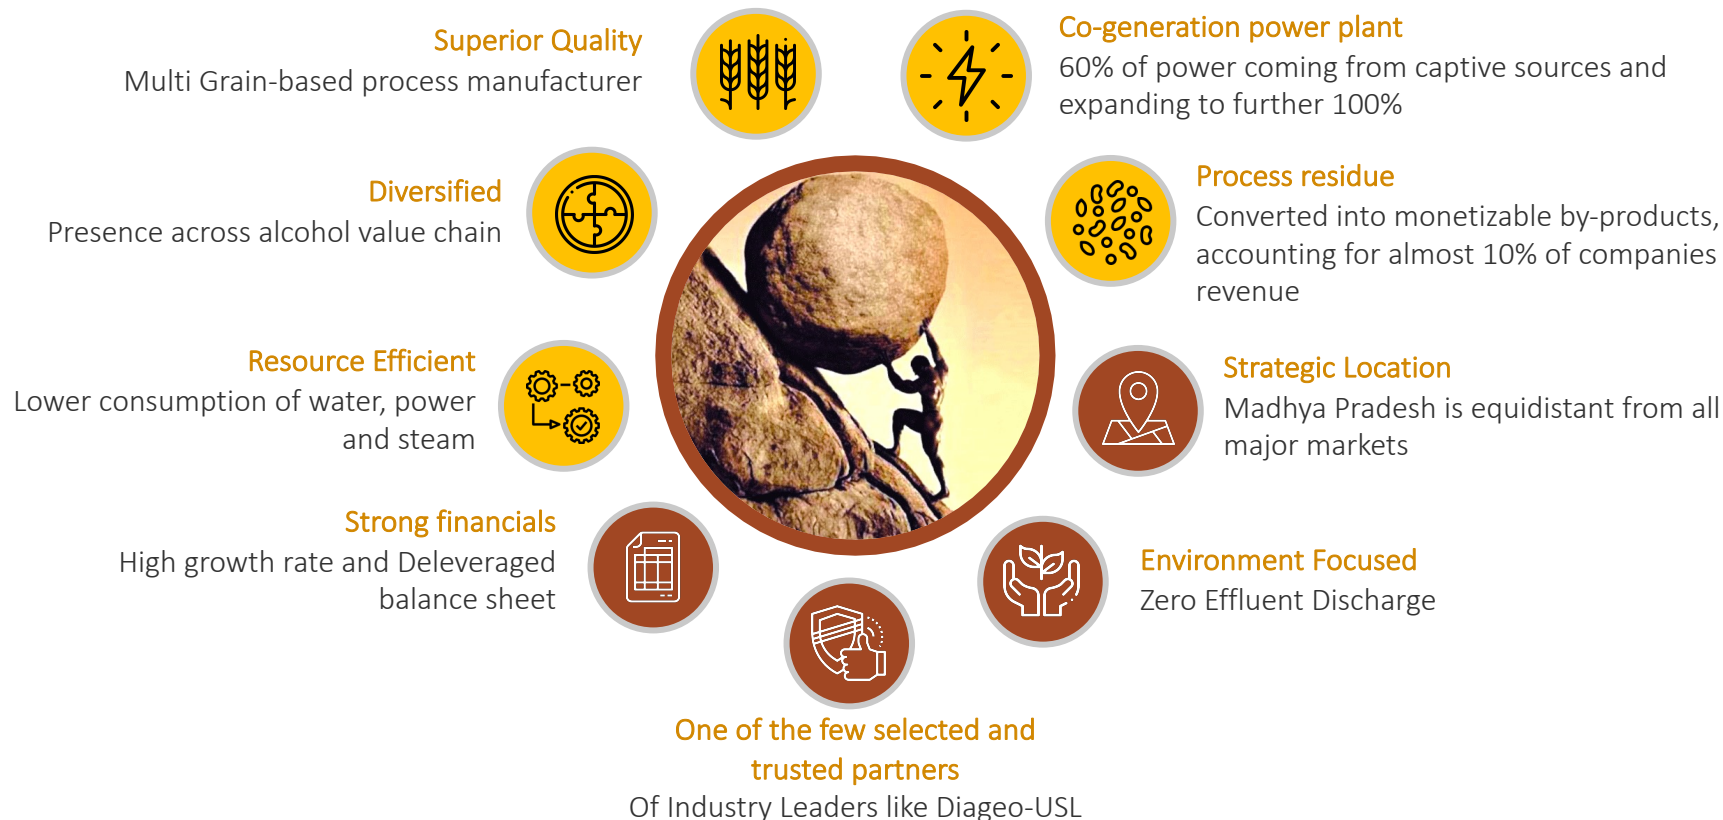 Superior Quality
Multi Grain-based process manufacturer
Co-generation power plant
60% of power coming from captive sources and
expanding to further 100%
Diversified
Presence across alcohol value chain
Process residue
Converted into monetizable by-products,
accounting for almost 10% of companies
revenue
Resource Efficient
Lower consumption of water, power
and steam
Strategic Location
Madhya Pradesh is equidistant from all
major markets
Strong financials
High growth rate and Deleveraged
balance sheet
Environment Focused
Zero Effluent Discharge
One of the few selected and
trusted partners
Of Industry Leaders like Diageo-USL